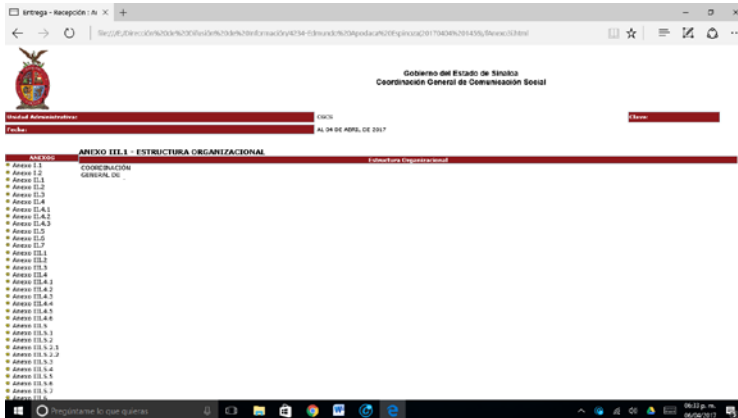 Entrega - Recepción : A
Gobierno del Estado de Sinaloa
Coordinación General de Comunicación Social
Unidad Administrativa:
CGCS
Clave:
Fecha:
AL 04 DE ABRIL DE 2017
ANEXO III.1 - ESTRUCTURA ORGANIZACIONAL
ANEXOS
Estructura Organizacional
COORDINACIÓN
GENERAL DE
Anexo I.1
Anexo I.2
Anexo II.1
Anexo II.2
Anexo II.3
Anexo II.4
Anexo II.4.1
Anexo II.4.2
Anexo II.4.3
Anexo II.5
Anexo II.6
Anexo II.7
Anexo III.1
Anexo III.2
Anexo III.3
Anexo III.4
Anexo III.4.1
Anexo III.4.2
Anexo III.4.3
Anexo III.4.4
Anexo III.4.5
Anexo III.4.6
Anexo III.5
Anexo III.5.1
Anexo III.5.2
Anexo III.5.2.1
Anexo III.5.2.2
Anexo III.5.3
Anexo III.5.4
Anexo III.5.5
Anexo III.5.6
Anexo III.5.7
Anexo III.6
Pregúntame lo que quieras
06:33 p. m.
06/04/2017